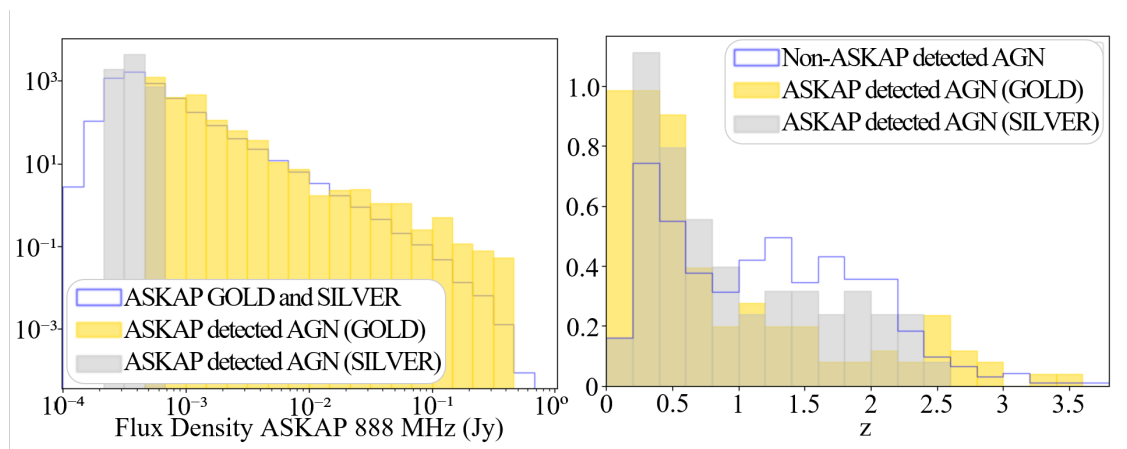 10³
10¹
10⁻¹
10⁻³
ASKAP GOLD and SILVER
ASKAP detected AGN (GOLD)
ASKAP detected AGN (SILVER)
10⁻⁴ 10⁻³ 10⁻² 10⁻¹ 10⁰
Flux Density ASKAP 888 MHz (Jy)
Non-ASKAP detected AGN
ASKAP detected AGN (GOLD)
ASKAP detected AGN (SILVER)
1.0
0.8
0.6
0.4
0.2
0
0 0.5 1 1.5 2 2.5 3 3.5
z